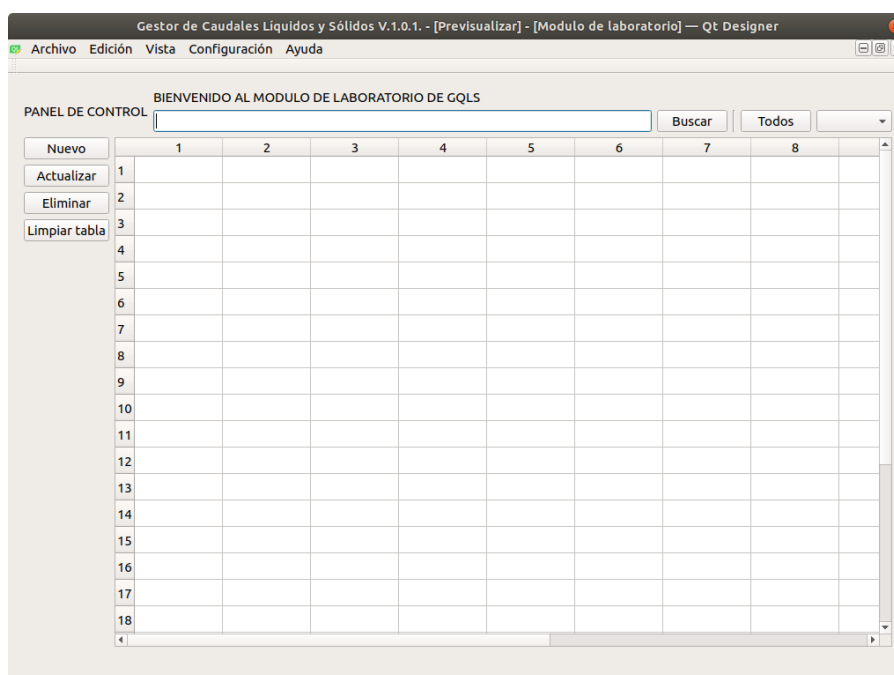 Gestor de Caudales Líquidos y Sólidos V.1.0.1. - [Previsualizar] - [Modulo de laboratorio] — Qt Designer
Archivo Edición Vista Configuración Ayuda
BIENVENIDO AL MODULO DE LABORATORIO DE GQLS
PANEL DE CONTROL
Buscar Todos
Nuevo
Actualizar
Eliminar
Limpiar tabla
1 2 3 4 5 6 7 8
1
2
3
4
5
6
7
8
9
10
11
12
13
14
15
16
17
18